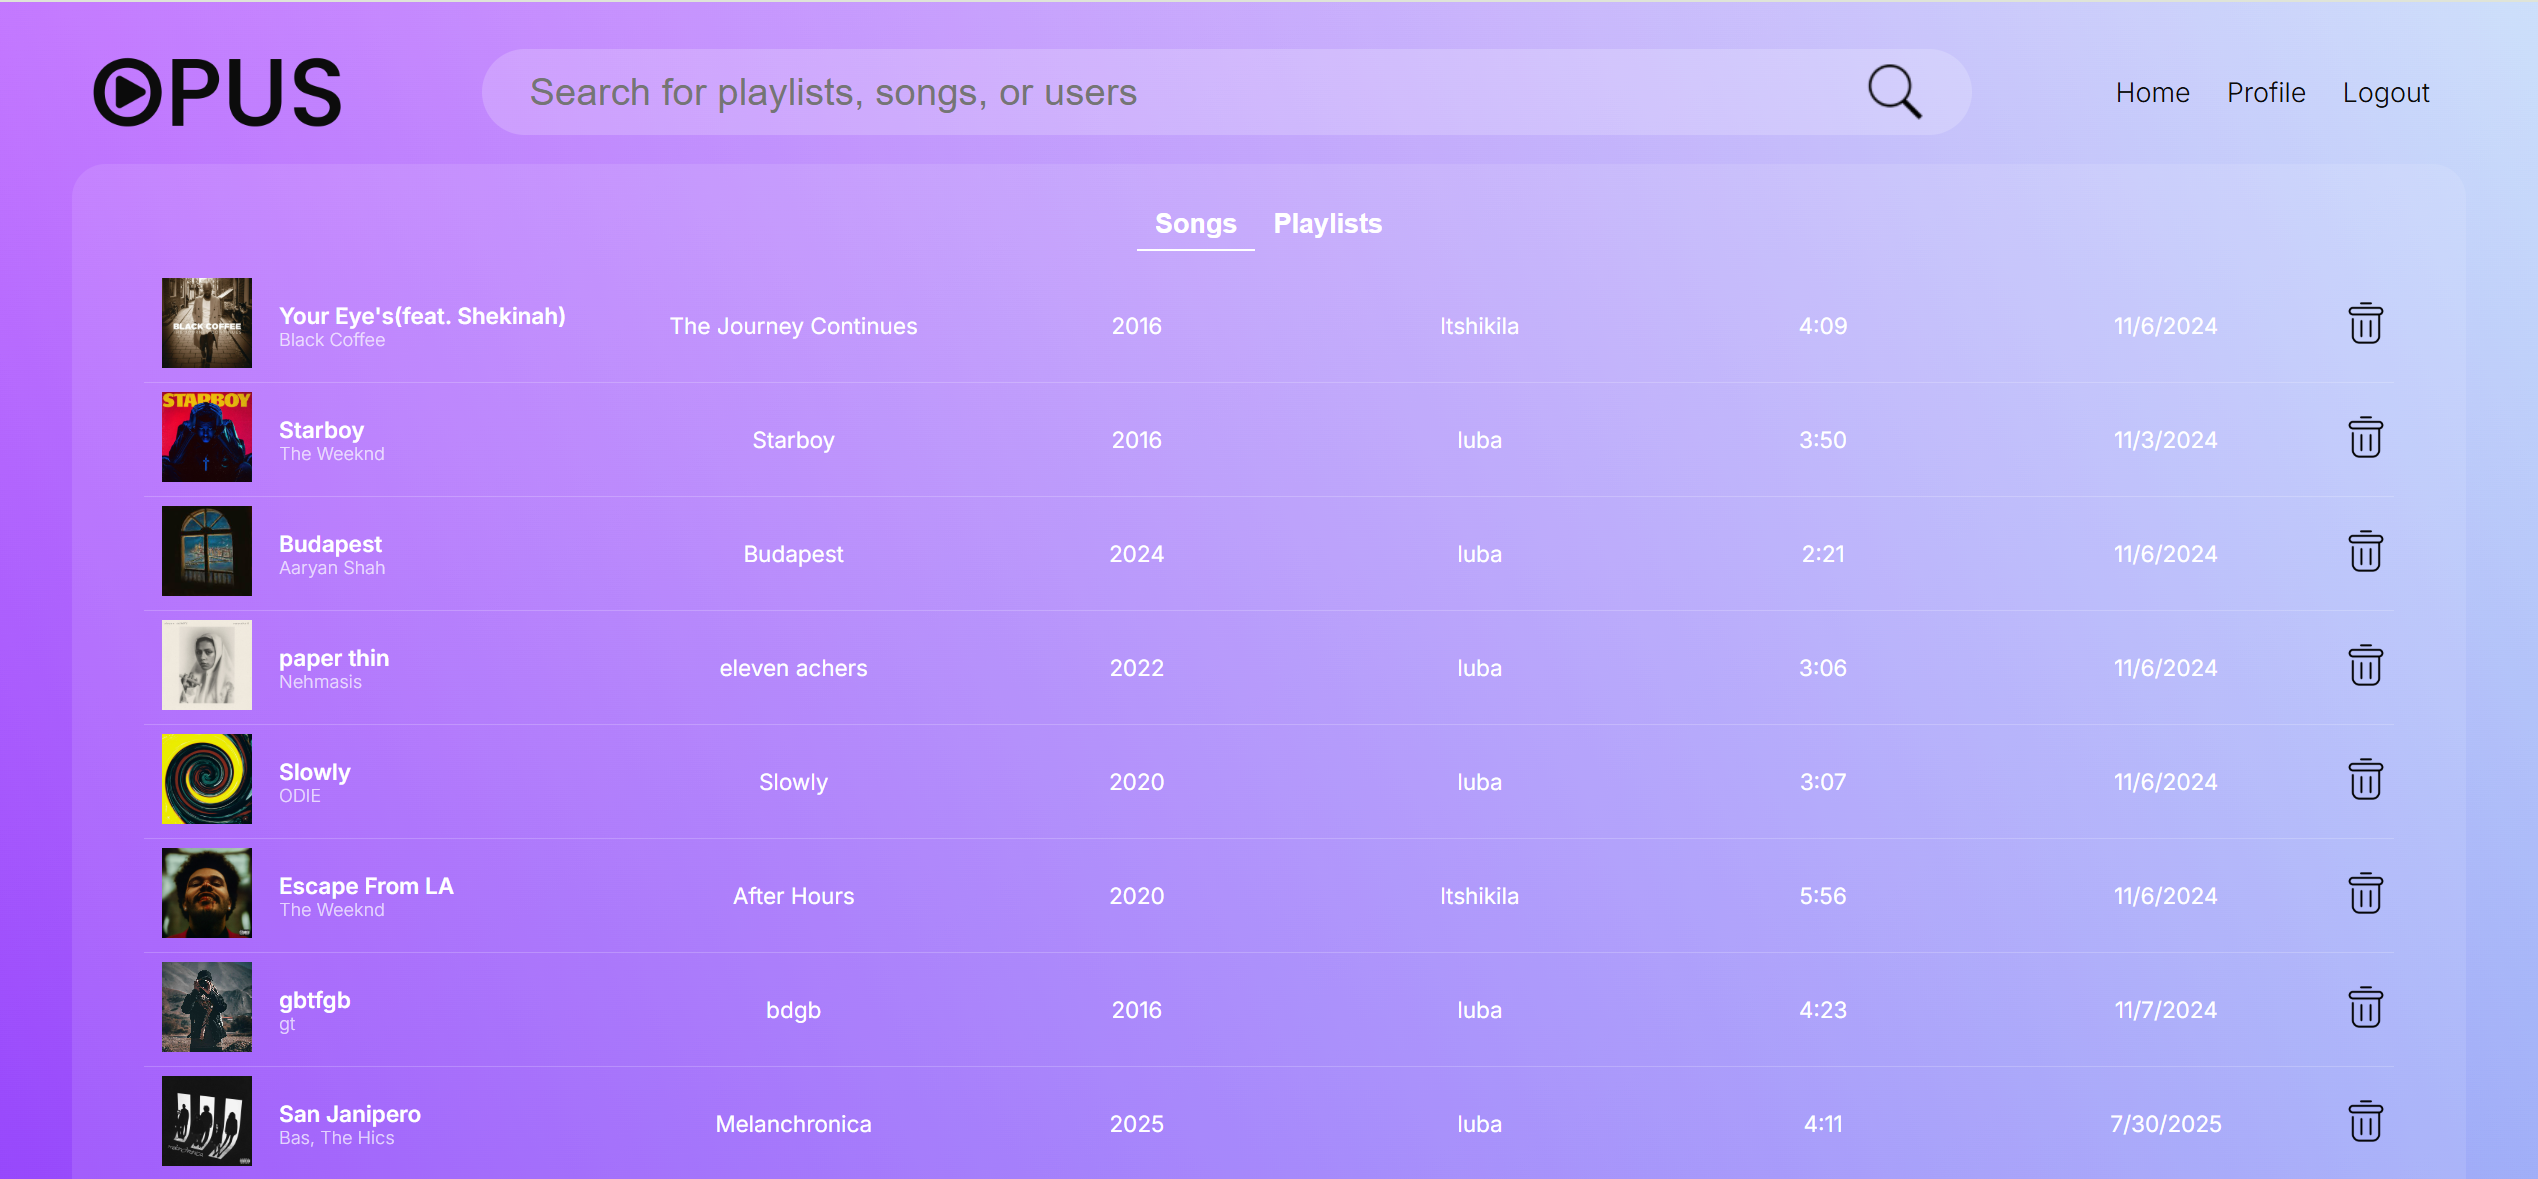 OPUS
Search for playlists, songs, or users
Home Profile Logout
Songs Playlists
BLACK COFFEE
Your Eye's(feat. Shekinah)
Black Coffee
The Journey Continues 2016 Itshikila 4:09 11/6/2024
STARBOY
Starboy
The Weeknd
Starboy 2016 luba 3:50 11/3/2024
Budapest
Aaryan Shah
Budapest 2024 luba 2:21 11/6/2024
paper thin
Nehmasis
eleven achers 2022 luba 3:06 11/6/2024
Slowly
ODIE
Slowly 2020 luba 3:07 11/6/2024
Escape From LA
The Weeknd
After Hours 2020 Itshikila 5:56 11/6/2024
gbtfgb
gt
bdgb 2016 luba 4:23 11/7/2024
San Janipero
Bas, The Hics
Melanchronica 2025 luba 4:11 7/30/2025